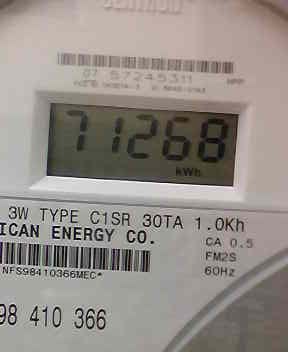 CENTRON
07 57245311
71268
kWh
3W TYPE C1SR 30TA 1.0Kh
ICAN ENERGY CO.
CA 0.5
FM2S
60Hz
NFS98410366MEC*
98 410 366